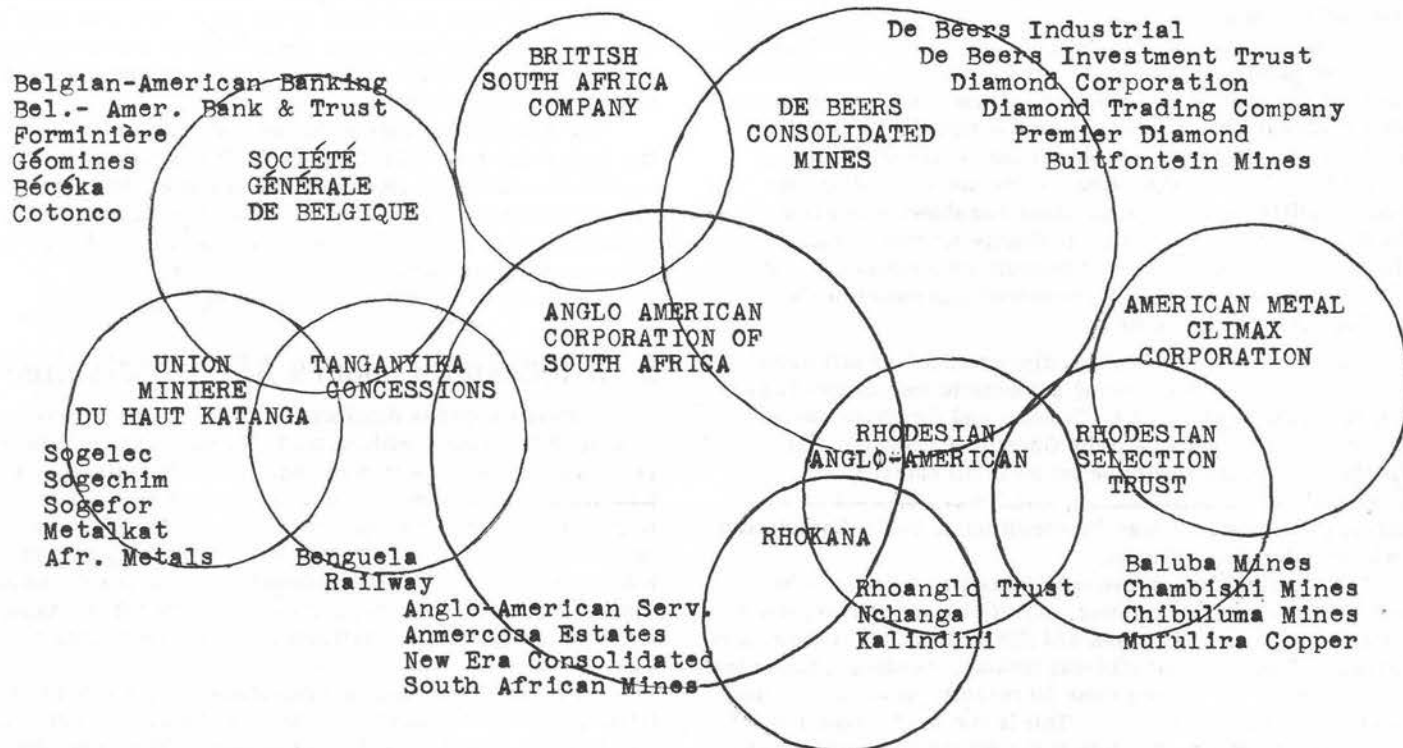 Belgian-American Banking
Bel.- Amer. Bank & Trust
Forminière
Géomines
Bécéka
Cotonco
SOCIÉTÉ
GÉNÉRALE
DE BELGIQUE
BRITISH
SOUTH AFRICA
COMPANY
DE BEERS
CONSOLIDATED
MINES
De Beers Industrial
De Beers Investment Trust
Diamond Corporation
Diamond Trading Company
Premier Diamond
Bultfontein Mines
UNION
MINIERE
DU HAUT KATANGA
Sogelec
Sogechim
Sogefor
Metalkat
Afr. Metals
TANGANYIKA
CONCESSIONS
Benguela
Railway
ANGLO AMERICAN
CORPORATION OF
SOUTH AFRICA
Anglo-American Serv.
Anmercosa Estates
New Era Consolidated
South African Mines
AMERICAN METAL
CLIMAX
CORPORATION
RHODESIAN
ANGLO-AMERICAN
RHODESIAN
SELECTION
TRUST
RHOKANA
Rhoanglo Trust
Nchanga
Kalindini
Baluba Mines
Chambishi Mines
Chibuluma Mines
Mufulira Copper